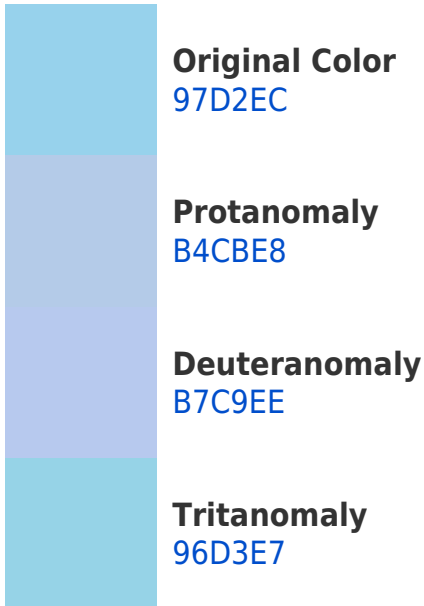 Original Color
97D2EC
Protanomaly
B4CBE8
Deuteranomaly
B7C9EE
Tritanomaly
96D3E7